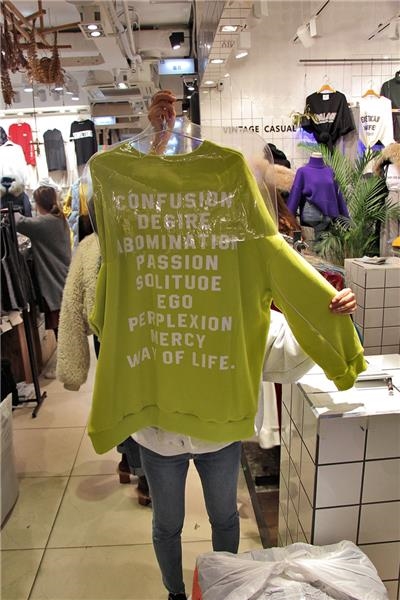 VINTAGE CASUAL
CONFUSION
DESIRE
ABOMINATION
PASSION
SOLITUOE
EGO
PERPLEXION
MERCY
WAY OF LIFE.